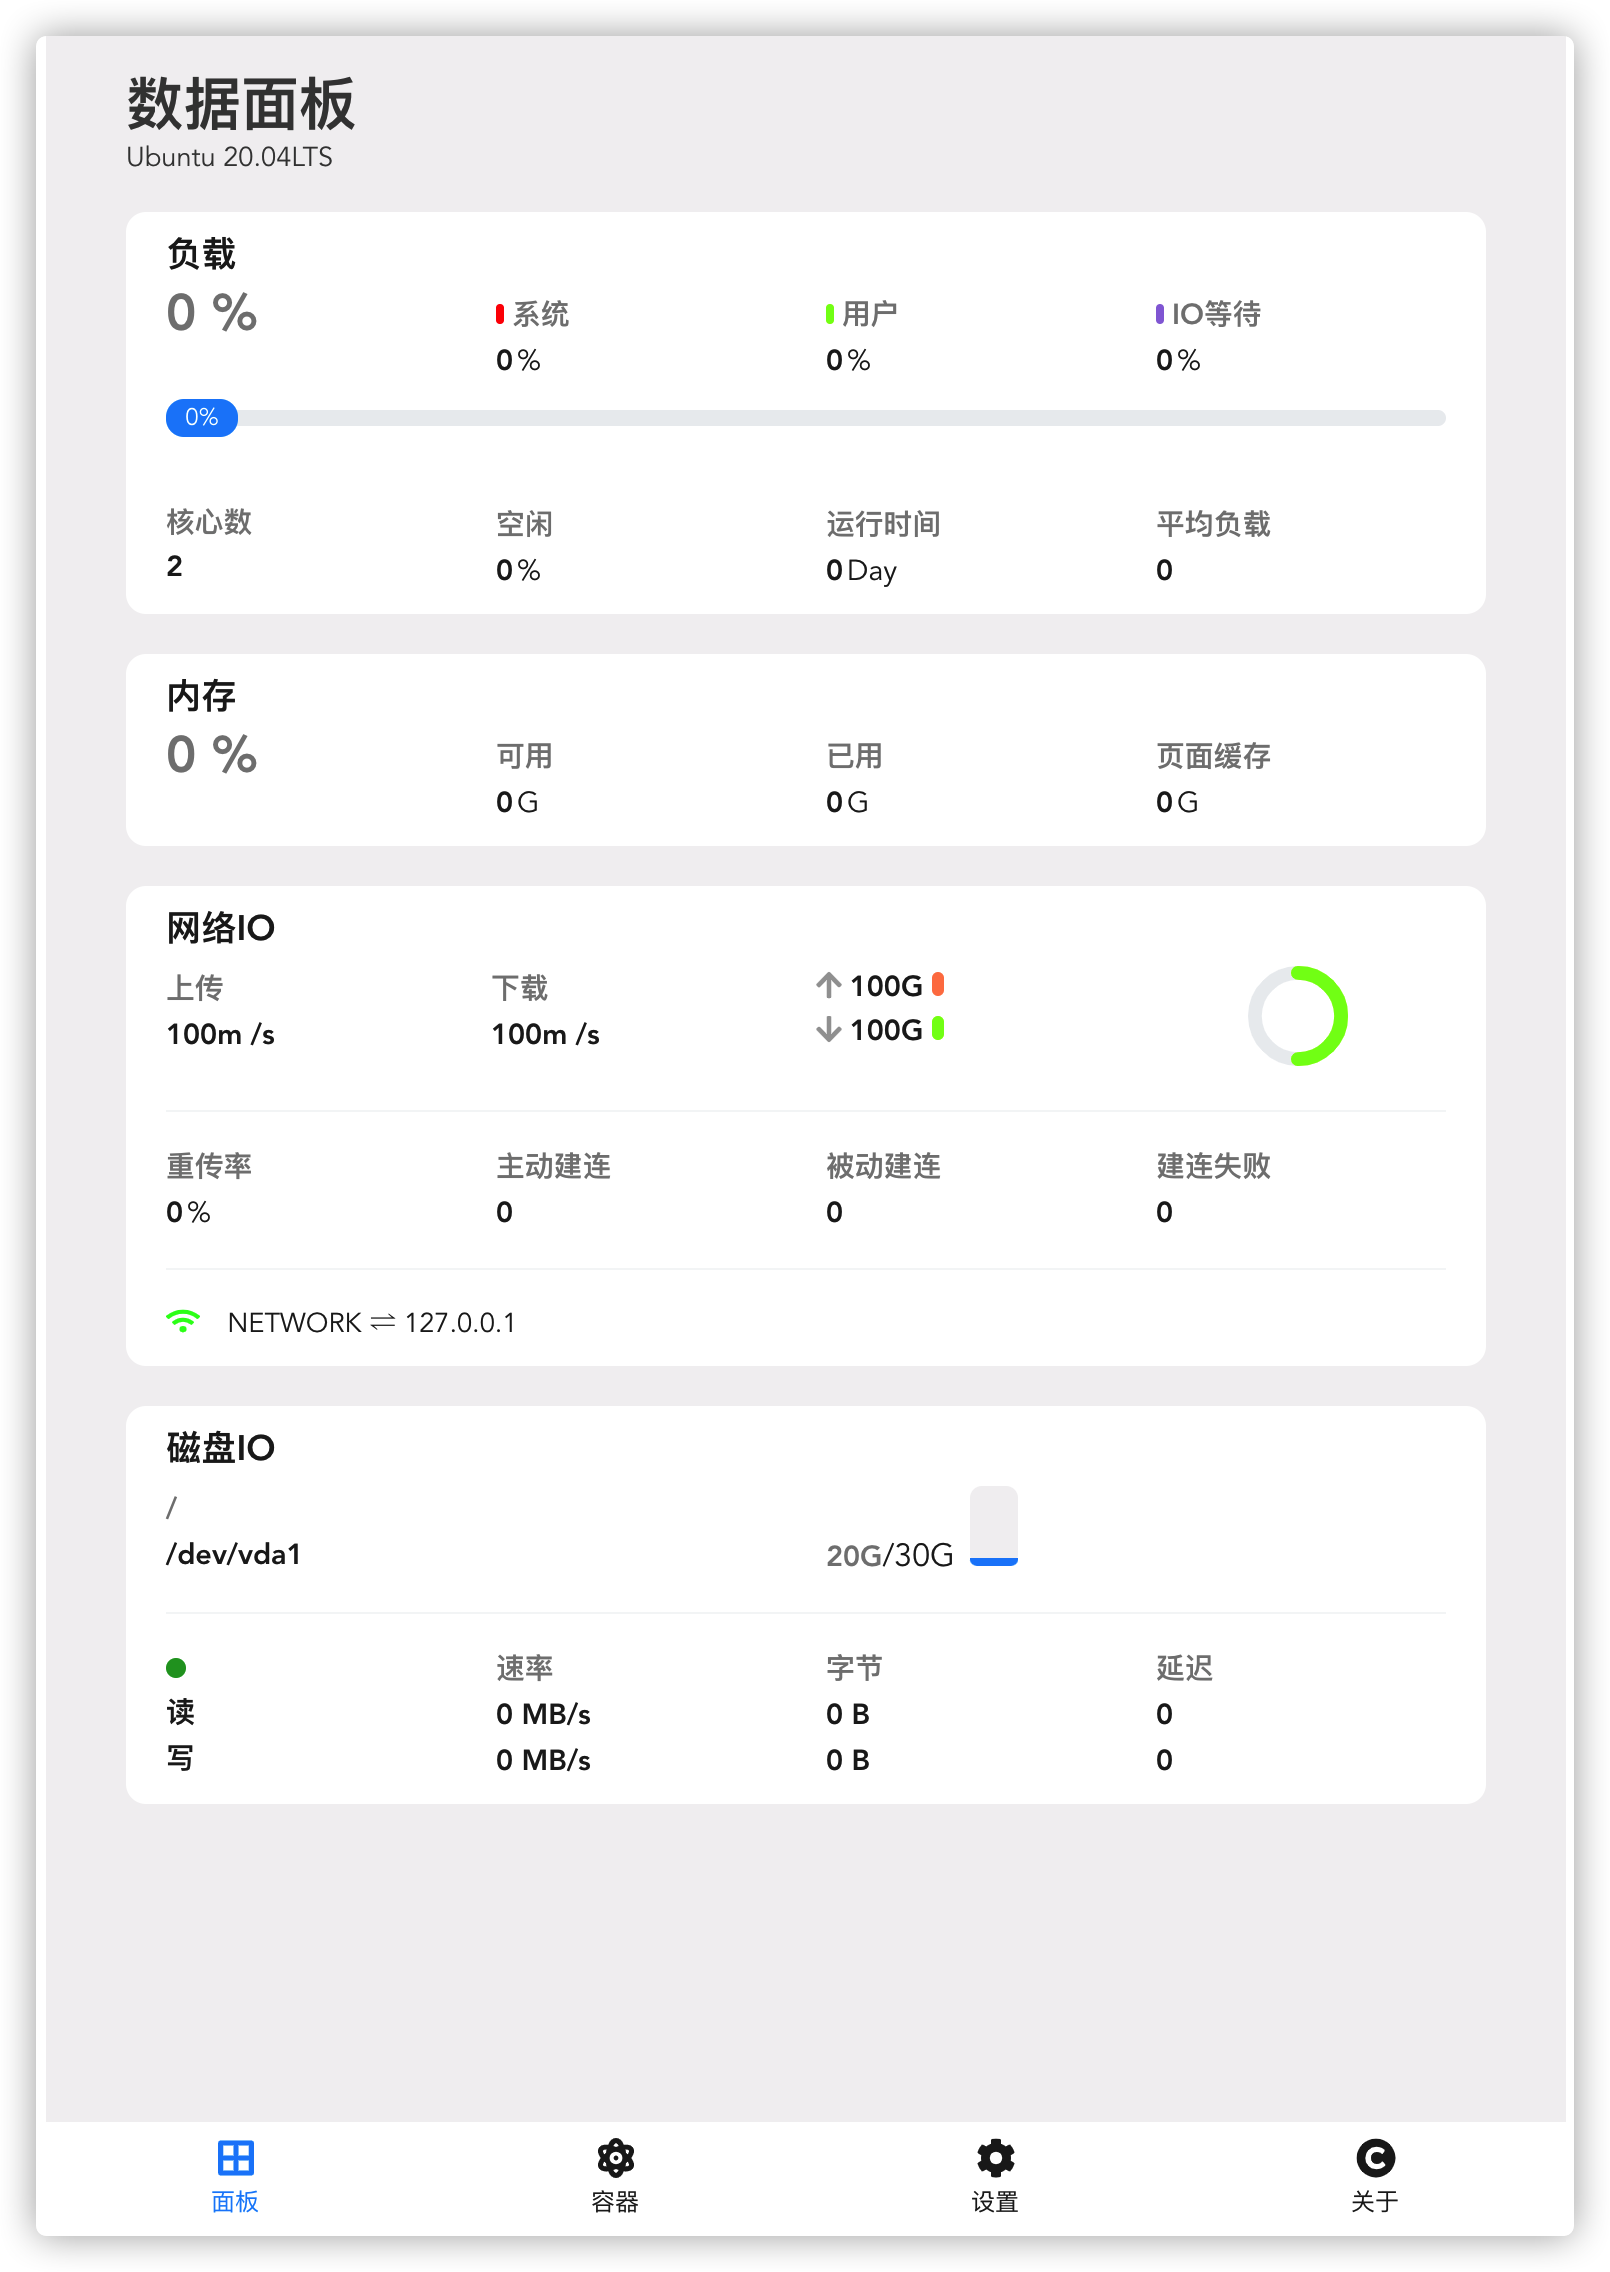 数据面板
Ubuntu 20.04LTS
负载
0 %
系统
用户
IO等待
0 %
0 %
0 %
0%
核心数
空闲
运行时间
平均负载
2
0 %
0 Day
0
内存
0 %
可用
已用
页面缓存
0 G
0 G
0 G
网络IO
上传
下载
↑ 100G
100m /s
100m /s
↓ 100G
重传率
主动建连
被动建连
建连失败
0 %
0
0
0
NETWORK ⇌ 127.0.0.1
磁盘IO
/
/dev/vda1
20G/30G
速率
字节
延迟
读
0 MB/s
0 B
0
写
0 MB/s
0 B
0
面板
容器
设置
关于